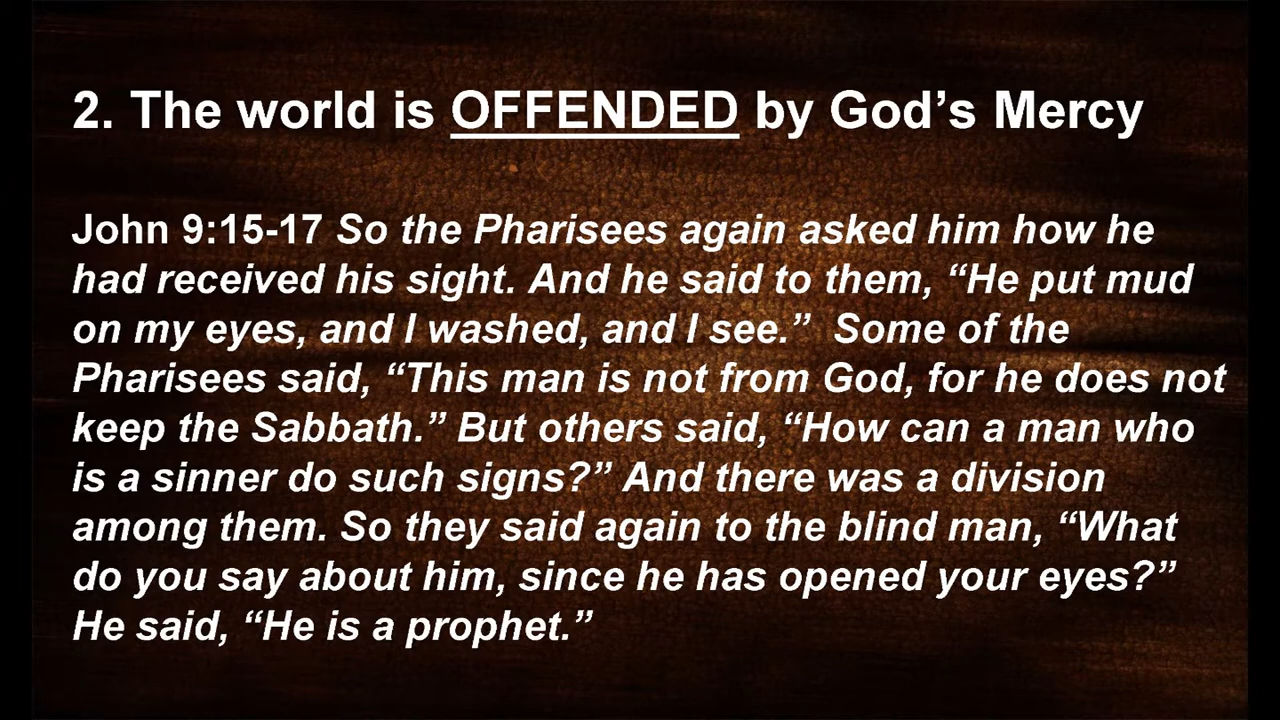 2. The world is OFFENDED by God’s Mercy
John 9:15-17 So the Pharisees again asked him how he
had received his sight. And he said to them, “He put mud
on my eyes, and I washed, and I see.”  Some of the
Pharisees said, “This man is not from God, for he does not
keep the Sabbath.” But others said, “How can a man who
is a sinner do such signs?” And there was a division
among them. So they said again to the blind man, “What
do you say about him, since he has opened your eyes?”
He said, “He is a prophet.”